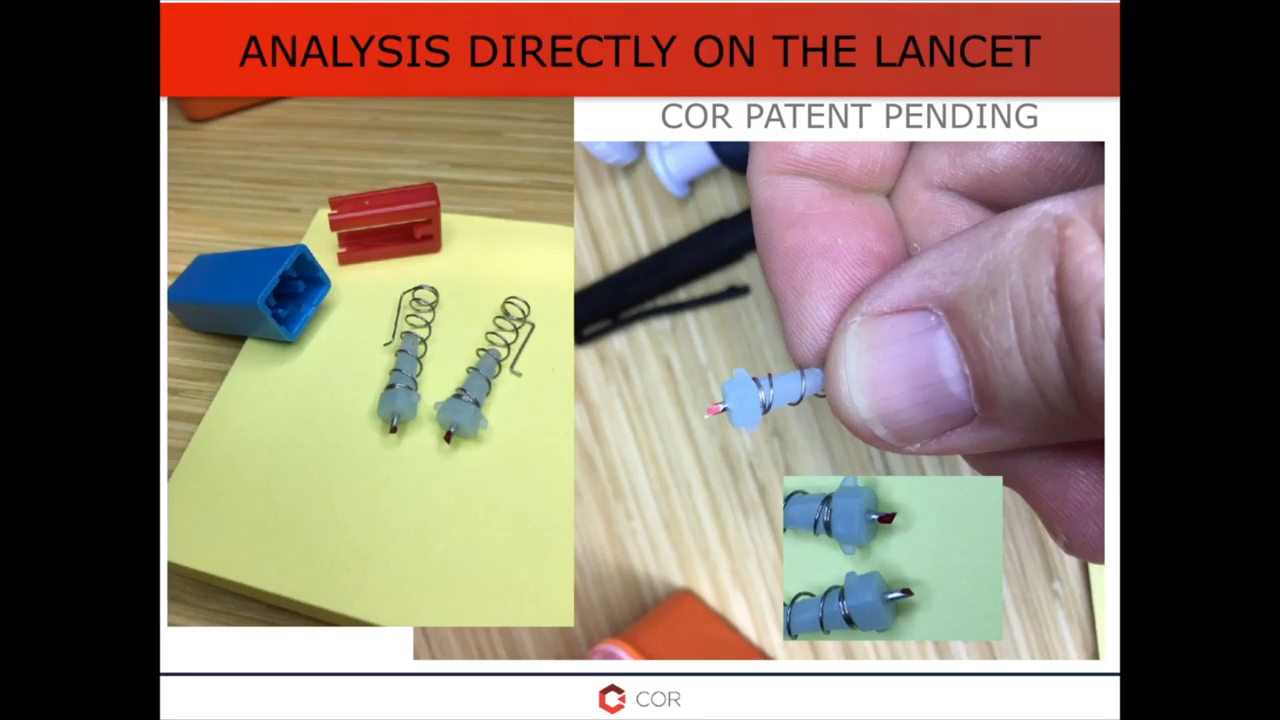 ANALYSIS DIRECTLY ON THE LANCET
COR PATENT PENDING
COR